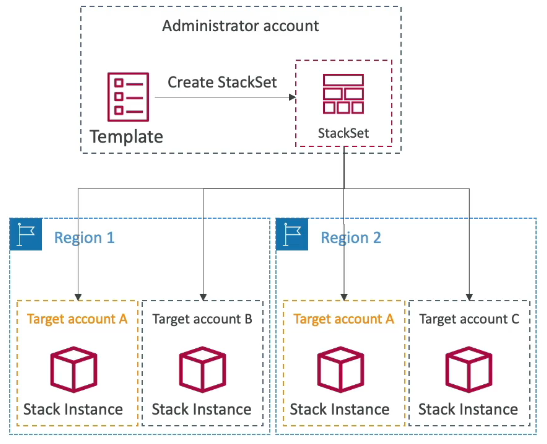 Administrator account
Create StackSet
Template
StackSet
Region 1
Region 2
Target account A
Target account B
Target account A
Target account C
Stack Instance
Stack Instance
Stack Instance
Stack Instance